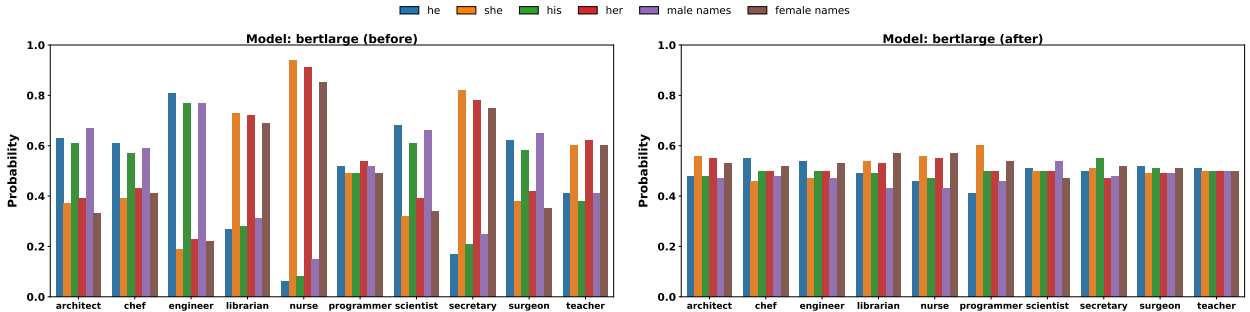 he she his her male names female names
Model: bertlarge (before)
Probability
1.0
0.8
0.6
0.4
0.2
0.0
architect chef engineer librarian nurse programmer scientist secretary surgeon teacher
Model: bertlarge (after)
Probability
1.0
0.8
0.6
0.4
0.2
0.0
architect chef engineer librarian nurse programmer scientist secretary surgeon teacher